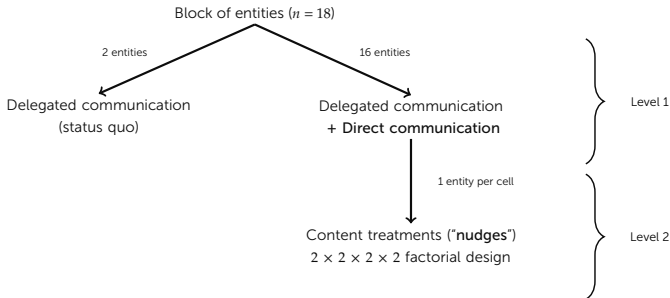 Block of entities (n = 18)
2 entities
16 entities
Delegated communication
(status quo)
Delegated communication
+ Direct communication
Level 1
1 entity per cell
Content treatments ("nudges")
2 × 2 × 2 × 2 factorial design
Level 2